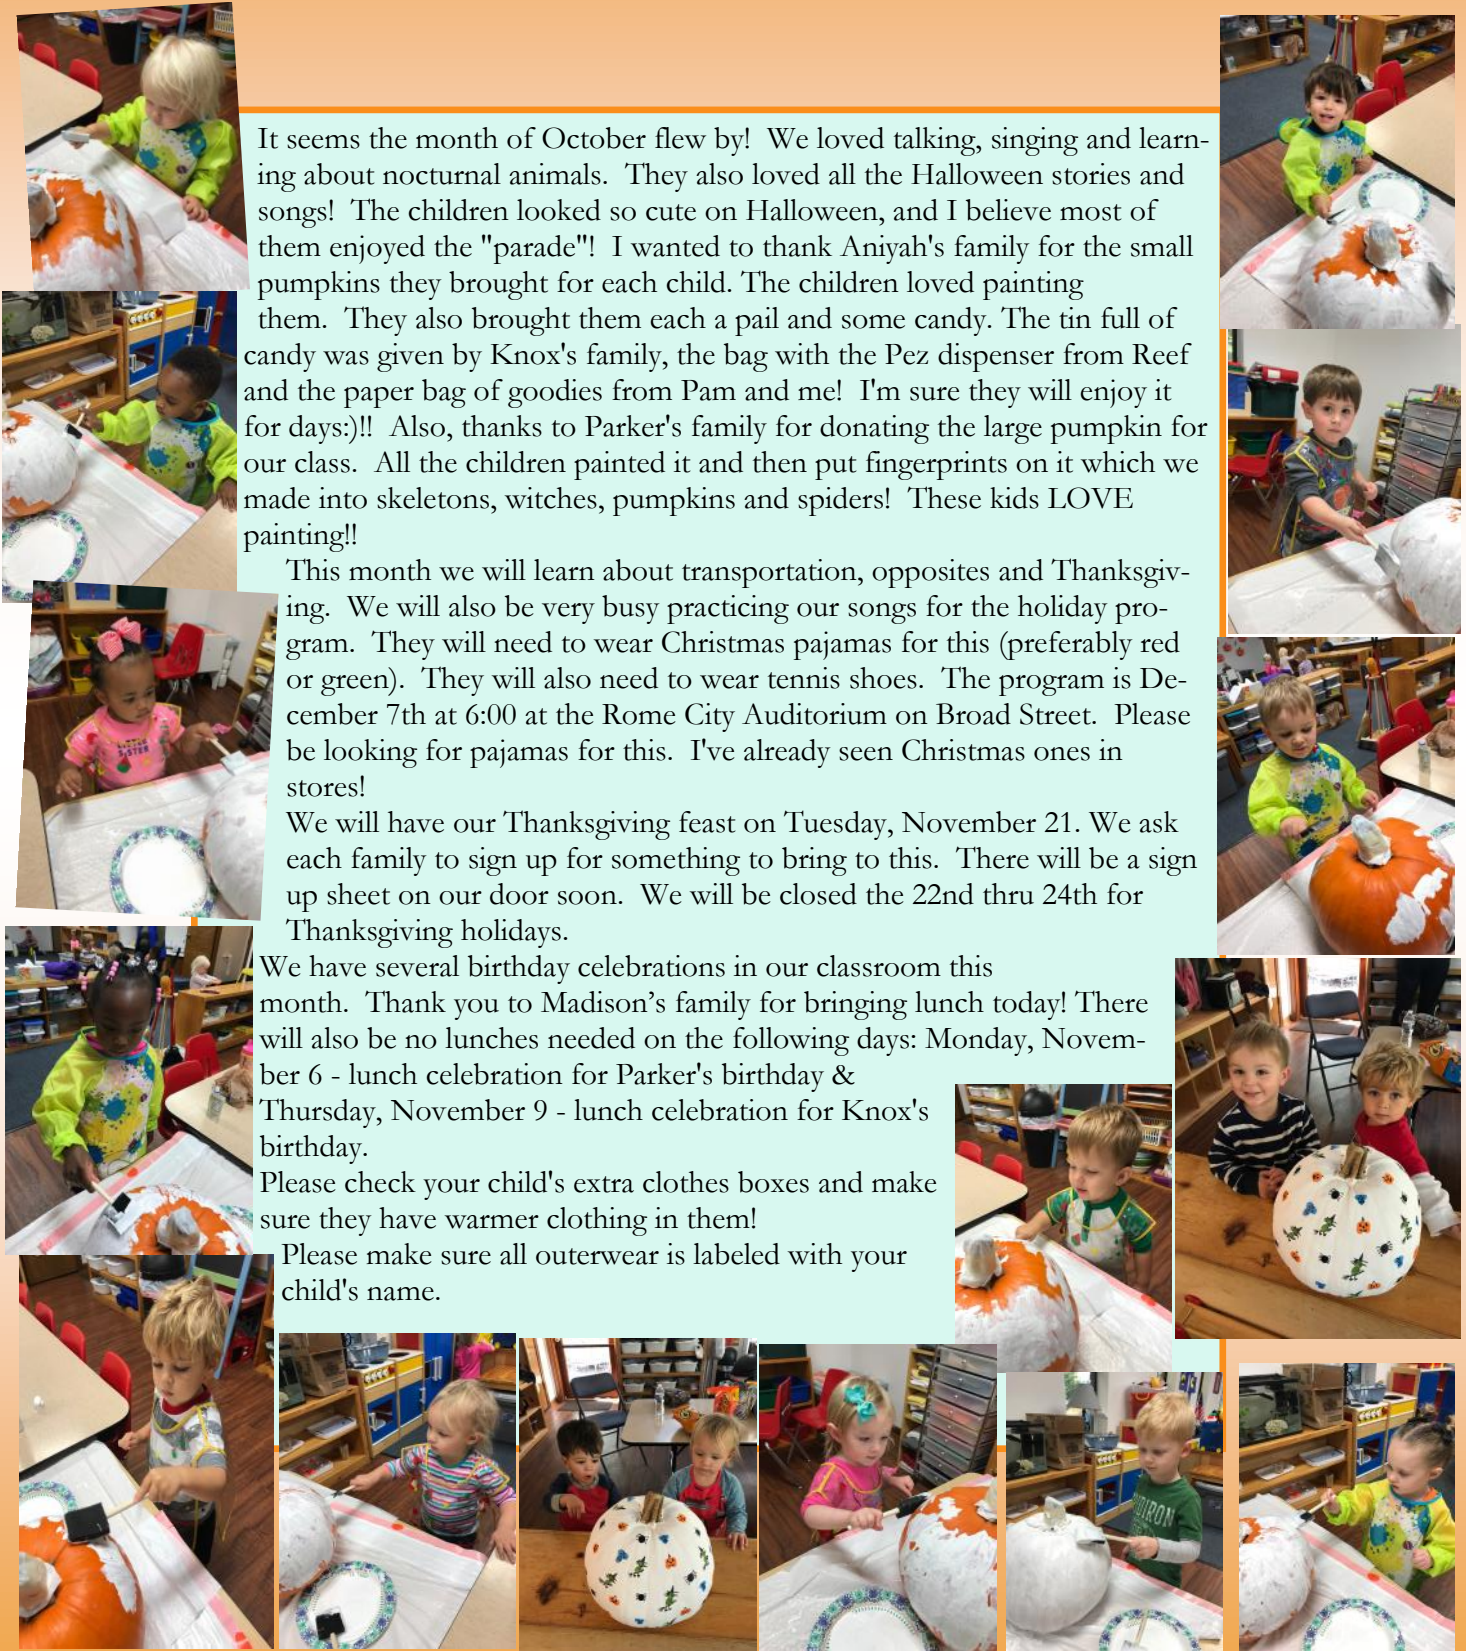 It seems the month of October flew by!  We loved talking, singing and learn-
ing about nocturnal animals.  They also loved all the Halloween stories and
songs!  The children looked so cute on Halloween, and I believe most of
them enjoyed the "parade"!  I wanted to thank Aniyah's family for the small
pumpkins they brought for each child. The children loved painting
them.  They also brought them each a pail and some candy. The tin full of
candy was given by Knox's family, the bag with the Pez dispenser from Reef
and the paper bag of goodies from Pam and me!  I'm sure they will enjoy it
for days:)!!  Also, thanks to Parker's family for donating the large pumpkin for
our class.  All the children painted it and then put fingerprints on it which we
made into skeletons, witches, pumpkins and spiders!  These kids LOVE
painting!!
This month we will learn about transportation, opposites and Thanksgiv-
ing.  We will also be very busy practicing our songs for the holiday pro-
gram.  They will need to wear Christmas pajamas for this (preferably red
or green).  They will also need to wear tennis shoes.  The program is De-
cember 7th at 6:00 at the Rome City Auditorium on Broad Street.  Please
be looking for pajamas for this.  I've already seen Christmas ones in
stores!
We will have our Thanksgiving feast on Tuesday, November 21. We ask
each family to sign up for something to bring to this.  There will be a sign
up sheet on our door soon.  We will be closed the 22nd thru 24th for
Thanksgiving holidays.
We have several birthday celebrations in our classroom this
month.  Thank you to Madison’s family for bringing lunch today! There
will also be no lunches needed on the following days: Monday, Novem-
ber 6 - lunch celebration for Parker's birthday &
Thursday, November 9 - lunch celebration for Knox's
birthday.
Please check your child's extra clothes boxes and make
sure they have warmer clothing in them!
Please make sure all outerwear is labeled with your
child's name.